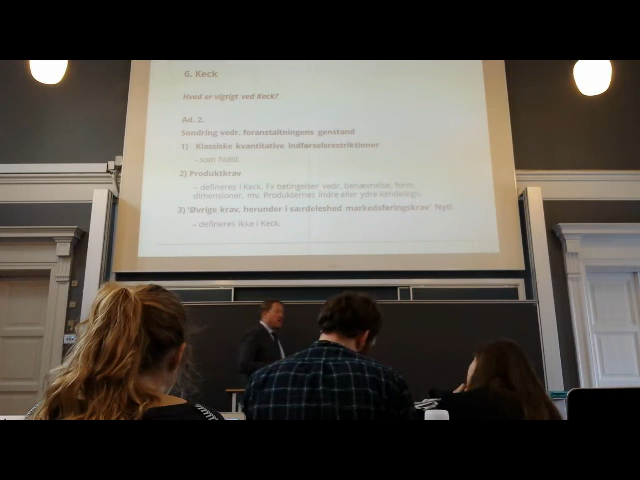 6. Keck
Hvad er vigtigt ved Keck?
Ad. 2.
Sondring vedr. foranstaltningens genstand
1) Klassiske kvantitative indførselsrestriktioner
– som hidtil.
2) Produktkrav
– defineres i Keck. Fx betingelser vedr. benævnelse, form,
dimensioner, mv. Produkternes indre eller ydre kendetegn.
3) 'Øvrige krav, herunder i særdeleshed markedsføringskrav' Nyt!
– defineres ikke i Keck.